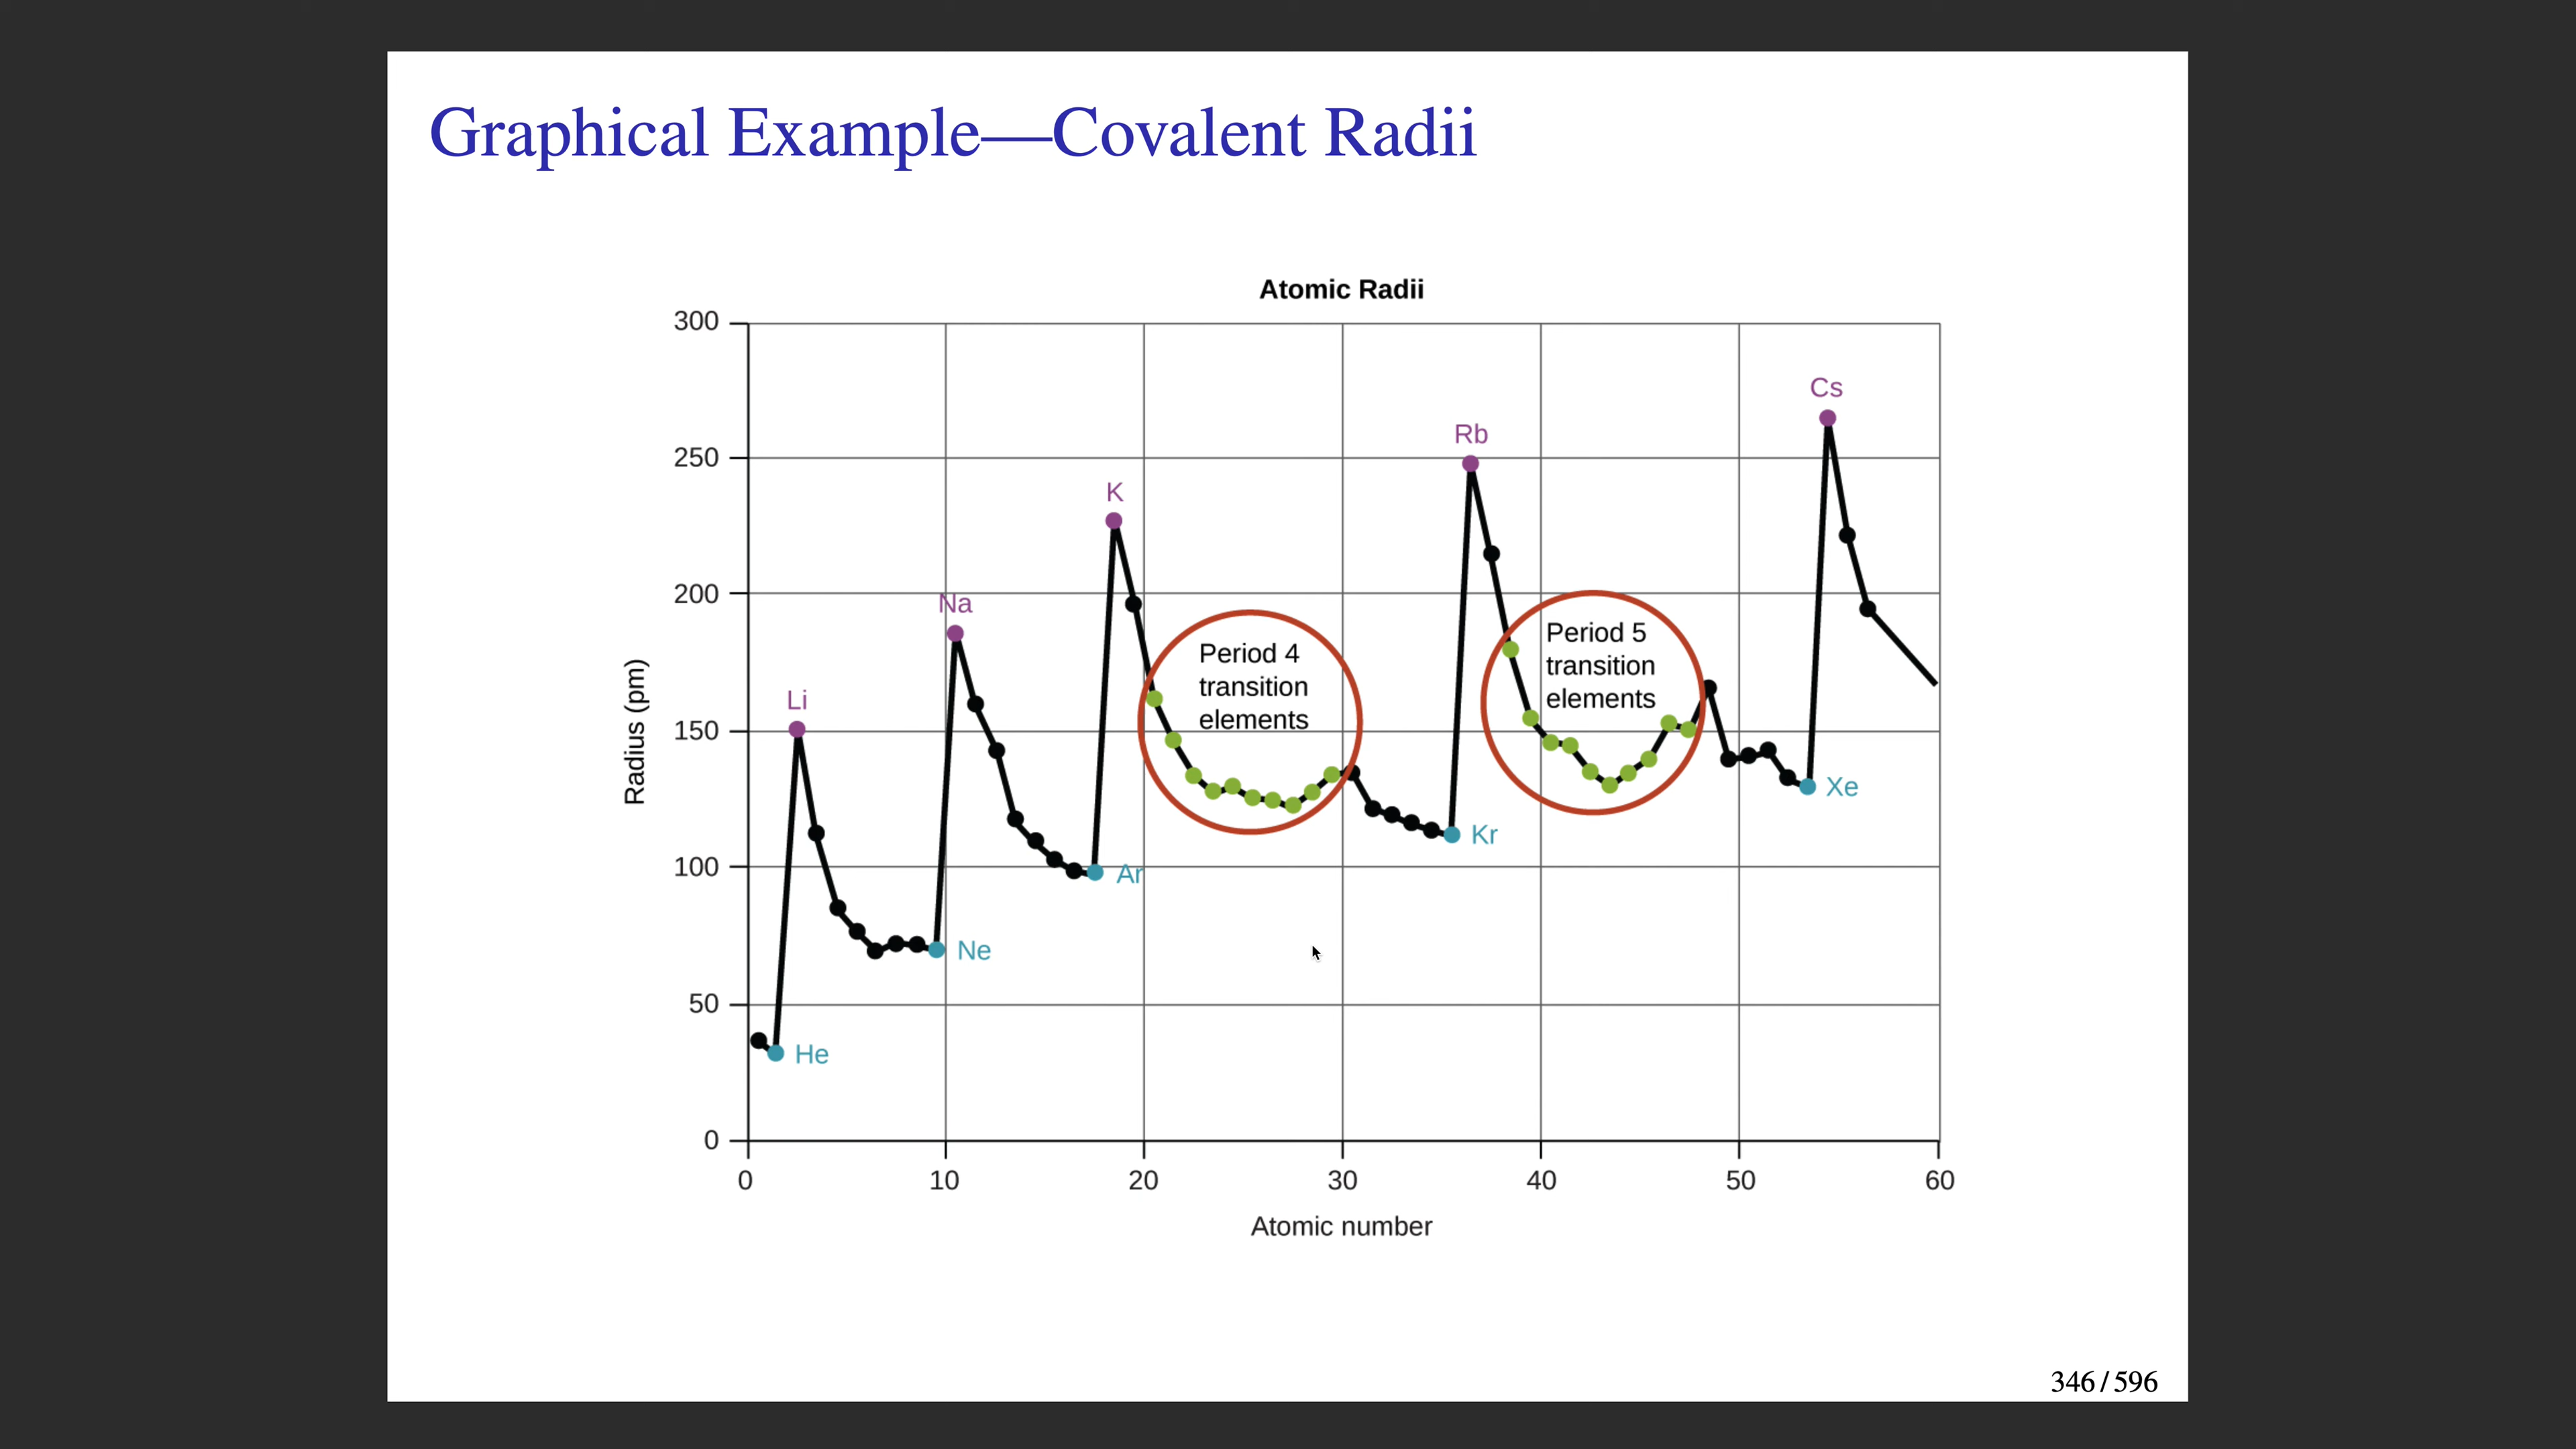 Graphical Example—Covalent Radii
Atomic Radii
300
250
200
150
100
50
0
Radius (pm)
Cs
Rb
K
Na
Li
Period 4
transition
elements
Period 5
transition
elements
Xe
Kr
Ar
Ne
He
0 10 20 30 40 50 60
Atomic number
346 / 596